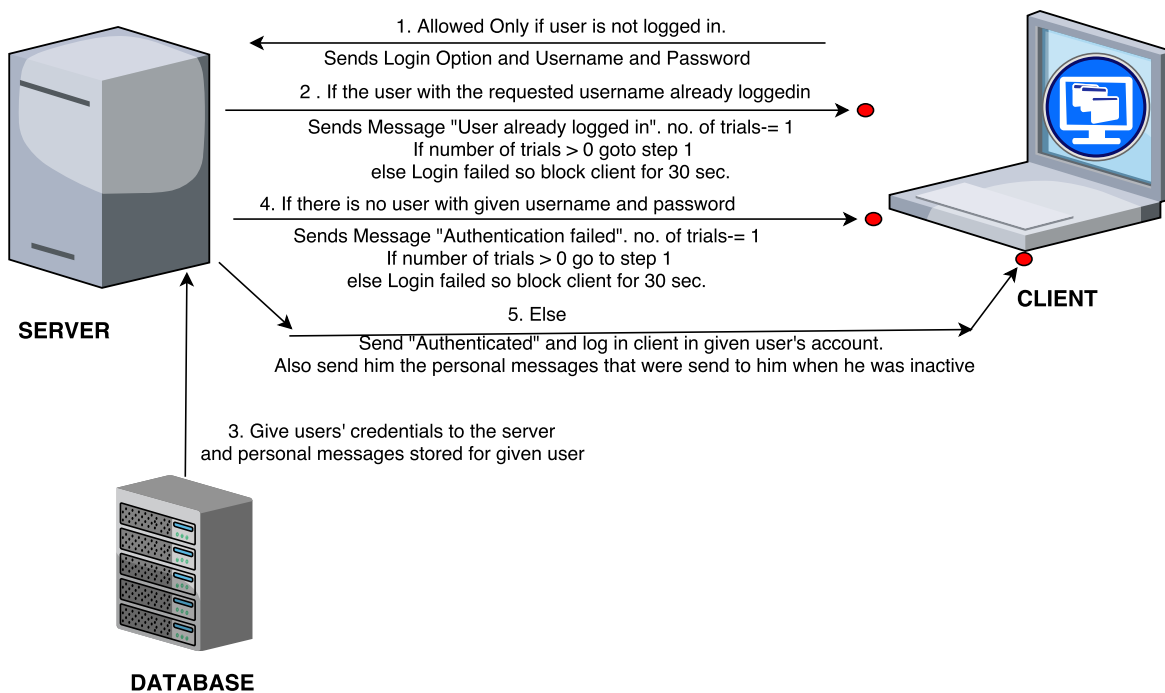 1. Allowed Only if user is not logged in.
Sends Login Option and Username and Password
2 . If the user with the requested username already loggedin
Sends Message "User already logged in". no. of trials-= 1
If number of trials > 0 goto step 1
else Login failed so block client for 30 sec.
4. If there is no user with given username and password
Sends Message "Authentication failed". no. of trials-= 1
If number of trials > 0 go to step 1
else Login failed so block client for 30 sec.
CLIENT
SERVER
5. Else
Send "Authenticated" and log in client in given user's account.
Also send him the personal messages that were send to him when he was inactive
3. Give users' credentials to the server
and personal messages stored for given user
DATABASE